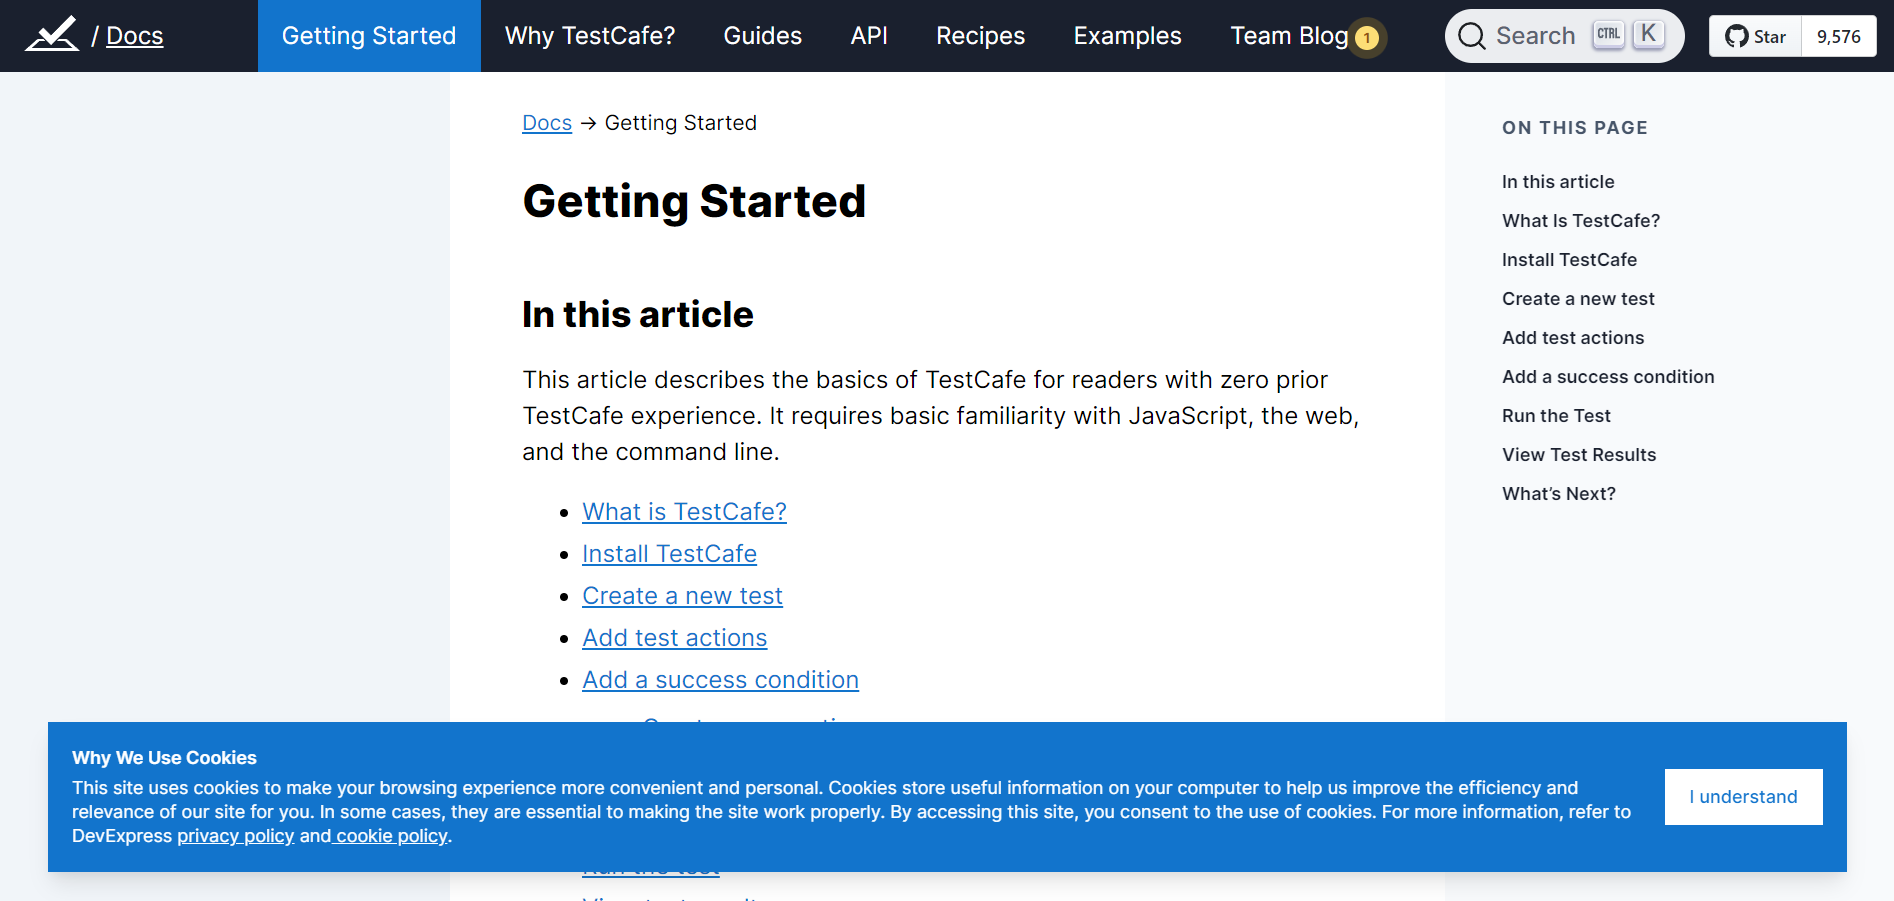 / Docs
Getting Started
Why TestCafe?
Guides
API
Recipes
Examples
Team Blog 1
Search CTRL K
Star 9,576
Docs → Getting Started
Getting Started
In this article
This article describes the basics of TestCafe for readers with zero prior
TestCafe experience. It requires basic familiarity with JavaScript, the web,
and the command line.
What is TestCafe?
Install TestCafe
Create a new test
Add test actions
Add a success condition
ON THIS PAGE
In this article
What Is TestCafe?
Install TestCafe
Create a new test
Add test actions
Add a success condition
Run the Test
View Test Results
What's Next?
Why We Use Cookies
This site uses cookies to make your browsing experience more convenient and personal. Cookies store useful information on your computer to help us improve the efficiency and
relevance of our site for you. In some cases, they are essential to making the site work properly. By accessing this site, you consent to the use of cookies. For more information, refer to
DevExpress privacy policy and cookie policy.
I understand